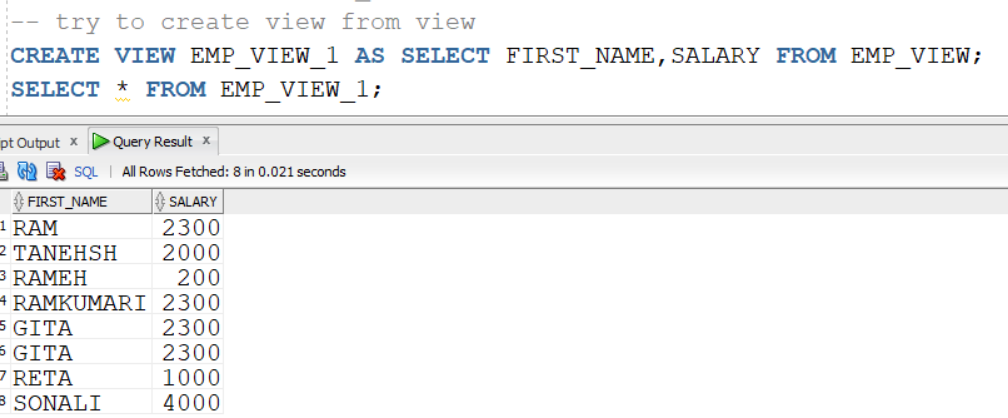 -- try to create view from view
CREATE VIEW EMP_VIEW_1 AS SELECT FIRST_NAME,SALARY FROM EMP_VIEW;
SELECT * FROM EMP_VIEW_1;
pt Output x Query Result x
SQL | All Rows Fetched: 8 in 0.021 seconds
FIRST_NAME SALARY
1 RAM 2300
2 TANEHSH 2000
3 RAMEH 200
4 RAMKUMARI 2300
5 GITA 2300
6 GITA 2300
7 RETA 1000
8 SONALI 4000